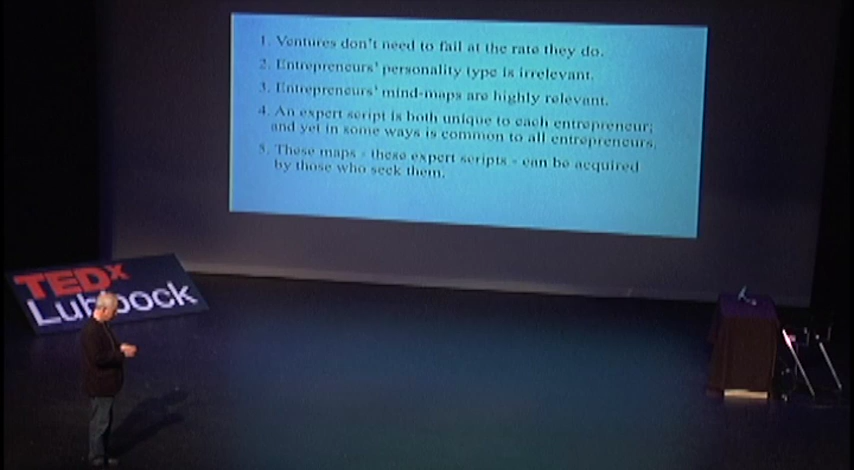 1. Ventures don't need to fail at the rate they do.
2. Entrepreneurs' personality type is irrelevant.
3. Entrepreneurs' mind-maps are highly relevant.
4. An expert script is both unique to each entrepreneur;
and yet in some ways is common to all entrepreneurs.
5. These maps - these expert scripts - can be acquired
by those who seek them.
TEDx
Lubbock